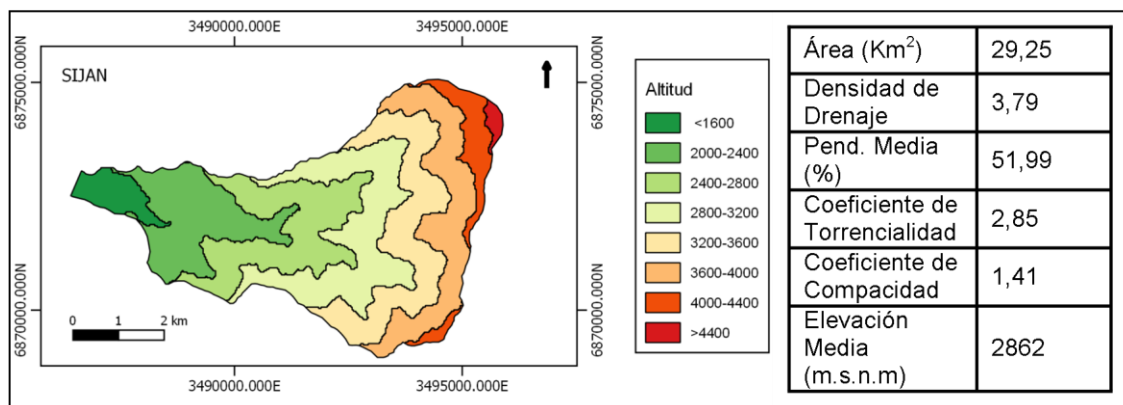 3490000.000E 3495000.000E
SIJAN
6875000.000N
6875000.000N
6870000.000N
6870000.000N
0 1 2 km
3490000.000E 3495000.000E
Altitud
<1600
2000-2400
2400-2800
2800-3200
3200-3600
3600-4000
4000-4400
>4400
Área (Km²) 29,25
Densidad de
Drenaje 3,79
Pend. Media
(%) 51,99
Coeficiente de
Torrencialidad 2,85
Coeficiente de
Compacidad 1,41
Elevación
Media
(m.s.n.m) 2862